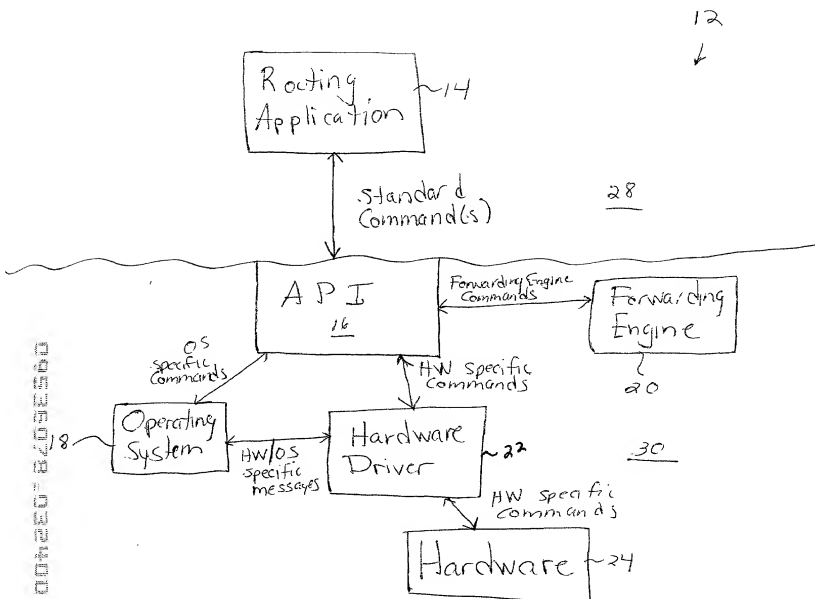 12
Routing
Application
14
Standard
Command(s)
28
API
16
Forwarding Engine
Commands
Forwarding
Engine
20
OS
specific
Commands
HW specific
Commands
18
Operating
System
HW/OS
specific
messages
Hardware
Driver
22
30
HW specific
Commands
Hardware
24